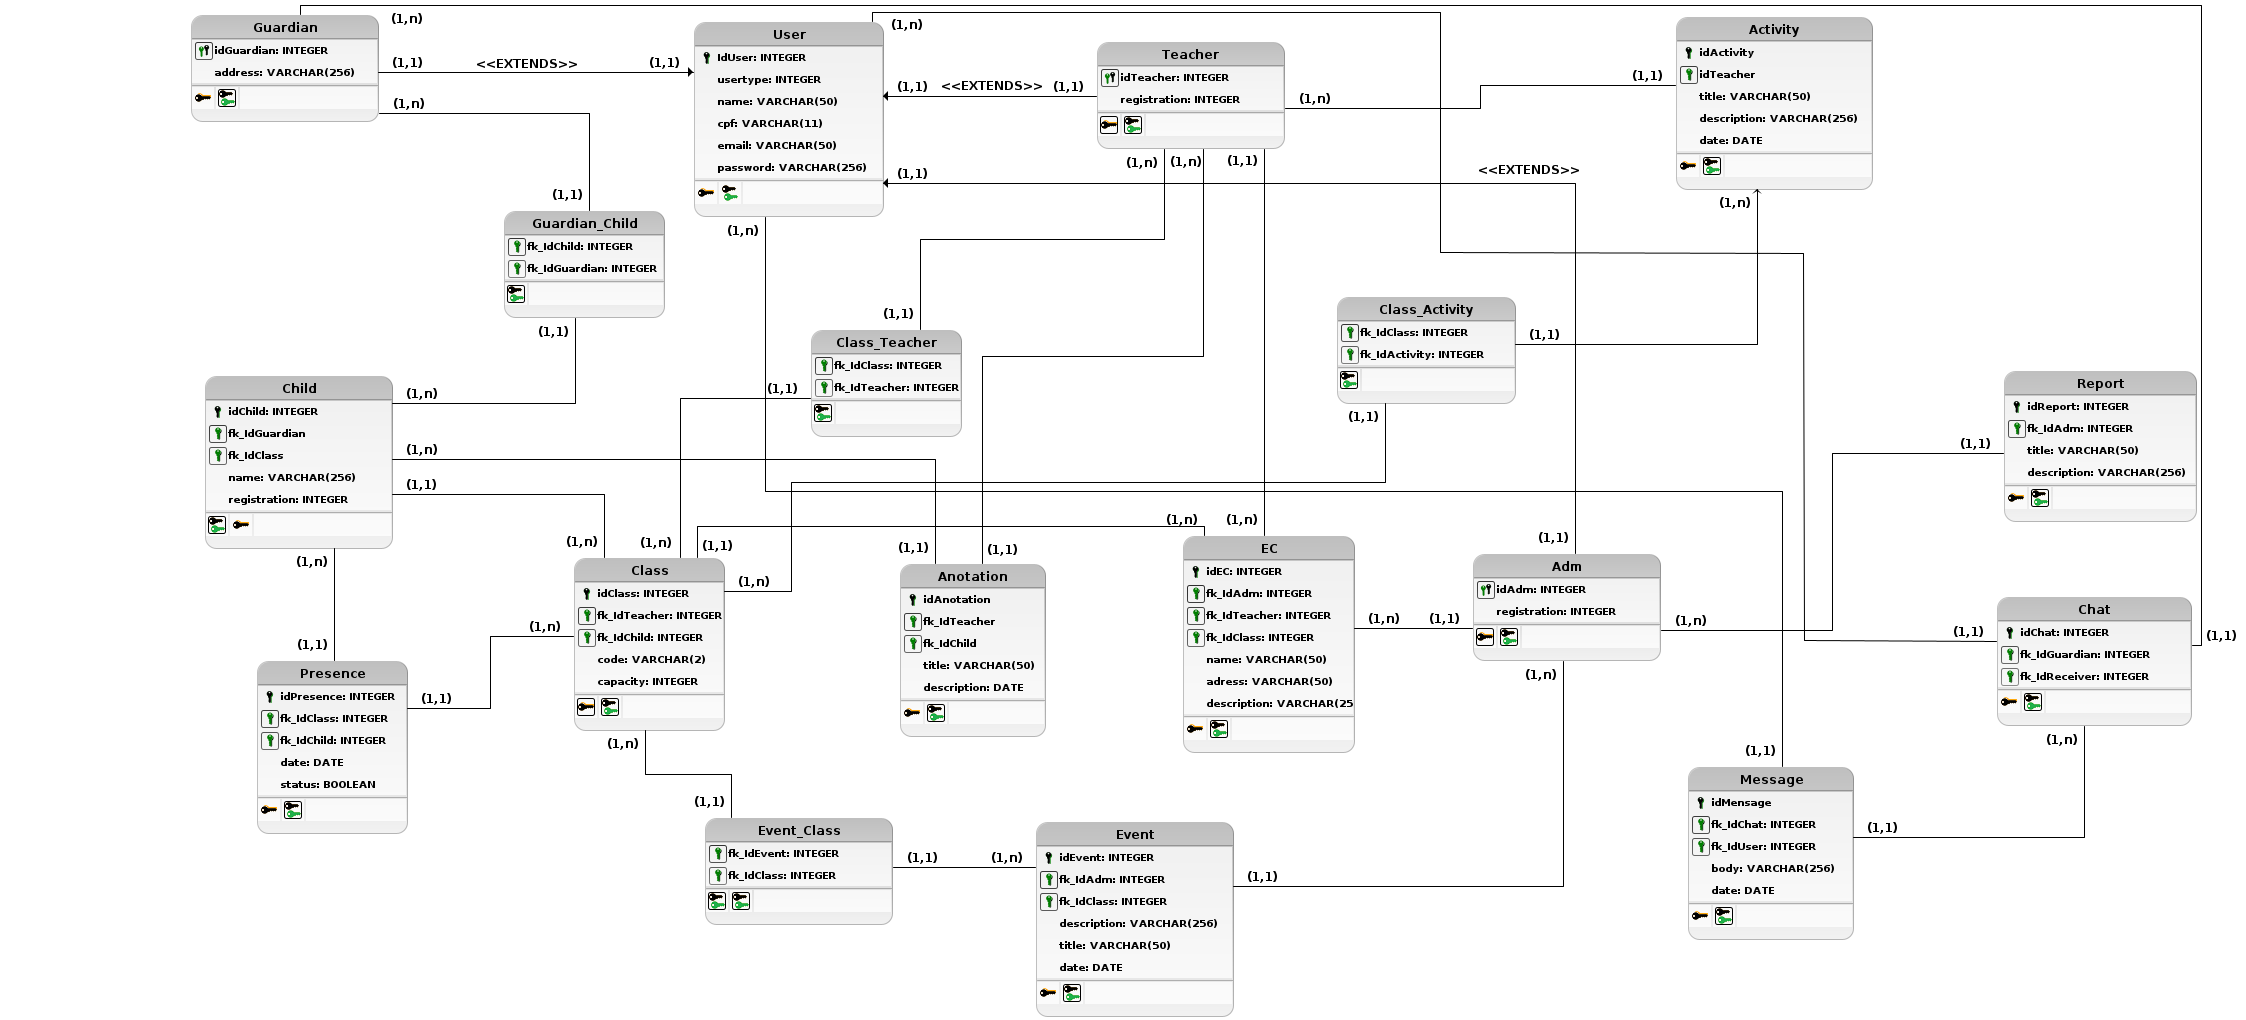 Guardian
idGuardian: INTEGER
address: VARCHAR(256)
(1,n)
(1,1)
<<EXTENDS>>
(1,1)
(1,n)
User
IdUser: INTEGER
usertype: INTEGER
name: VARCHAR(50)
cpf: VARCHAR(11)
email: VARCHAR(50)
password: VARCHAR(256)
(1,n)
(1,1)
<<EXTENDS>>
(1,1)
(1,1)
(1,n)
Teacher
idTeacher: INTEGER
registration: INTEGER
(1,n)
(1,n)
(1,n)
(1,1)
<<EXTENDS>>
Activity
idActivity
idTeacher
title: VARCHAR(50)
description: VARCHAR(256)
date: DATE
(1,1)
(1,n)
(1,1)
Guardian_Child
fk_IdChild: INTEGER
fk_IdGuardian: INTEGER
(1,1)
(1,1)
Class_Teacher
fk_IdClass: INTEGER
fk_IdTeacher: INTEGER
(1,1)
Class_Activity
fk_IdClass: INTEGER
fk_IdActivity: INTEGER
(1,1)
(1,1)
Child
idChild: INTEGER
fk_IdGuardian
fk_IdClass
name: VARCHAR(256)
registration: INTEGER
(1,n)
(1,n)
(1,1)
(1,n)
Report
idReport: INTEGER
fk_IdAdm: INTEGER
title: VARCHAR(50)
description: VARCHAR(256)
(1,1)
(1,n)
(1,n)
(1,1)
(1,n)
(1,n)
Class
idClass: INTEGER
fk_IdTeacher: INTEGER
fk_IdChild: INTEGER
code: VARCHAR(2)
capacity: INTEGER
(1,n)
(1,n)
(1,1)
(1,1)
Anotation
idAnotation
fk_IdTeacher
fk_IdChild
title: VARCHAR(50)
description: DATE
(1,n)
(1,n)
EC
idEC: INTEGER
fk_IdAdm: INTEGER
fk_IdTeacher: INTEGER
fk_IdClass: INTEGER
name: VARCHAR(50)
adress: VARCHAR(50)
description: VARCHAR(25
(1,n)
(1,1)
(1,1)
Adm
idAdm: INTEGER
registration: INTEGER
(1,n)
(1,n)
Chat
idChat: INTEGER
fk_IdGuardian: INTEGER
fk_IdReceiver: INTEGER
(1,1)
(1,1)
(1,n)
(1,1)
Presence
idPresence: INTEGER
fk_IdClass: INTEGER
fk_IdChild: INTEGER
date: DATE
status: BOOLEAN
(1,1)
(1,1)
Event_Class
fk_IdEvent: INTEGER
fk_IdClass: INTEGER
(1,1)
(1,n)
Event
idEvent: INTEGER
fk_IdAdm: INTEGER
fk_IdClass: INTEGER
description: VARCHAR(256)
title: VARCHAR(50)
date: DATE
(1,1)
(1,1)
Message
idMensage
fk_IdChat: INTEGER
fk_IdUser: INTEGER
body: VARCHAR(256)
date: DATE
(1,1)